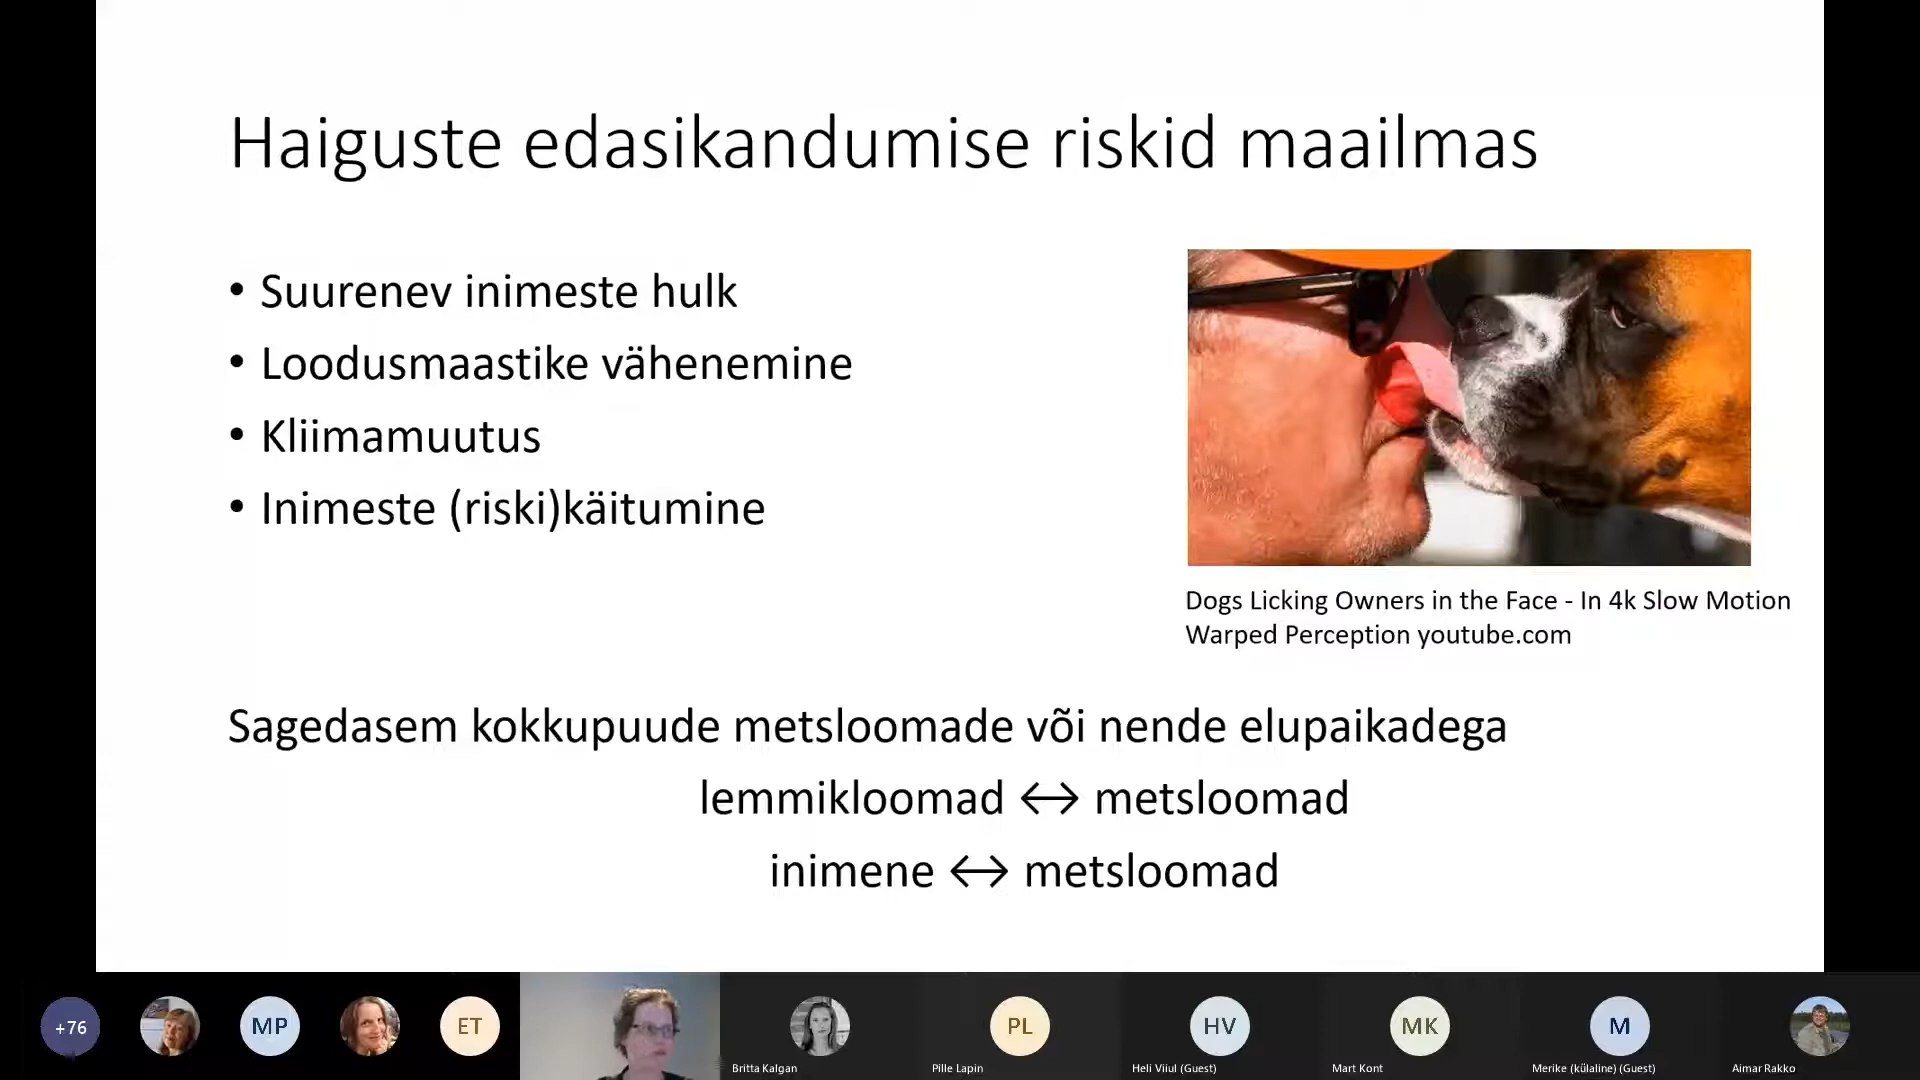 Haiguste edasikandumise riskid maailmas
• Suurenev inimeste hulk
• Loodusmaastike vähenemine
• Kliimamuutus
• Inimeste (riski)käitumine
Dogs Licking Owners in the Face - In 4k Slow Motion
Warped Perception youtube.com
Sagedasem kokkupuude metsloomade või nende elupaikadega
lemmikloomad ↔ metsloomad
inimene ↔ metsloomad
+76
MP
ET
PL
HV
MK
M
Britta Kalgan
Pille Lapin
Heli Viiul (Guest)
Mart Kont
Merike (külaline) (Guest)
Aimar Rakko